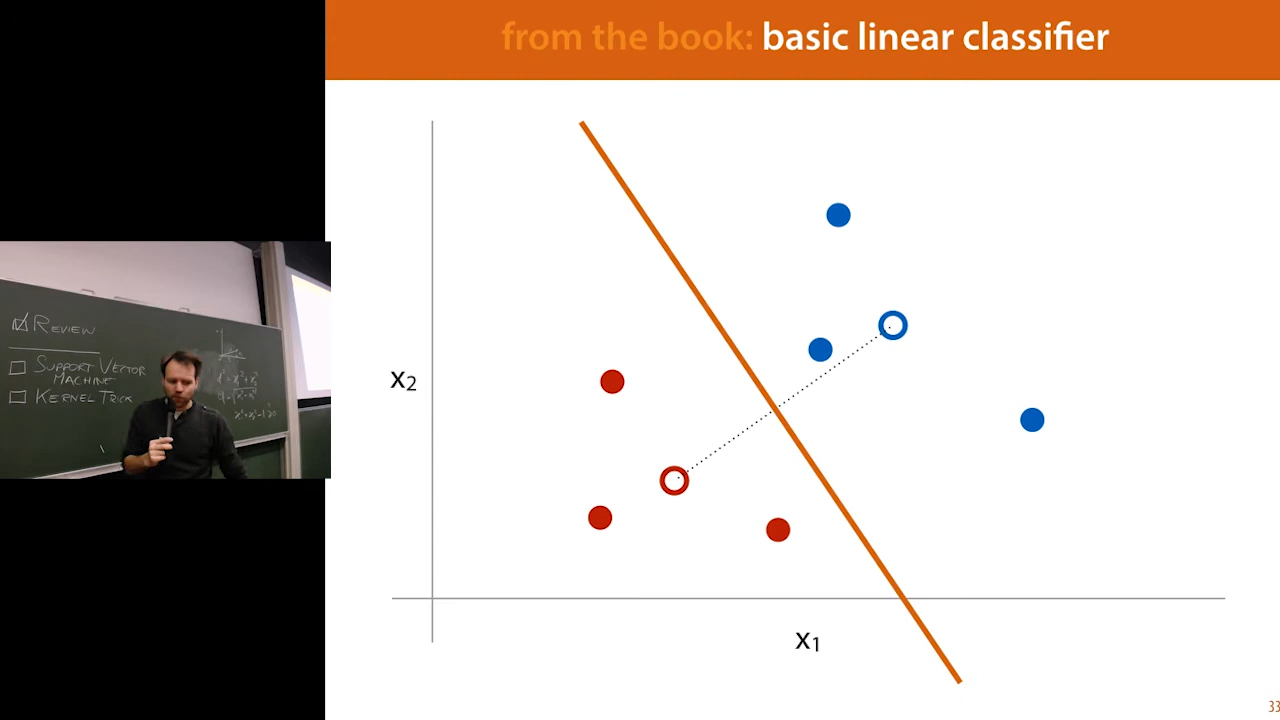 from the book: basic linear classifier
x2
x1
33
☑ REVIEW
☐ SUPPORT VECTOR
MACHINE
☐ KERNEL TRICK